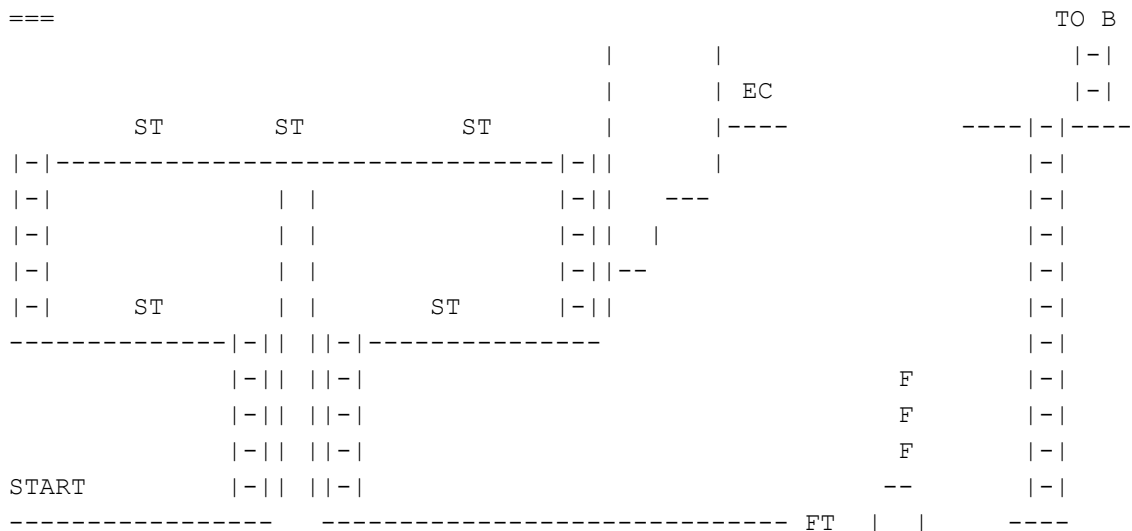 ===                                                                                       TO B
                                                   |         |                              |-|
                                                   |         | EC                           |-|
           ST         ST               ST          |         |----               ----|-|----
|-|------------------------------------------|-||          |                          |-|
|-|                    | |                     |-||    ---                            |-|
|-|                    | |                     |-||   |                               |-|
|-|                    | |                     |-||--                                 |-|
|-|        ST          | |         ST          |-||                                   |-|
------------------|-|| ||-|--------------------                                       |-|
                   |-|| ||-|                                              F           |-|
                   |-|| ||-|                                              F           |-|
                   |-|| ||-|                                              F           |-|
START              |-|| ||-|                                             --           |-|
----------------------    --------------------------------------- FT   |   |       ----